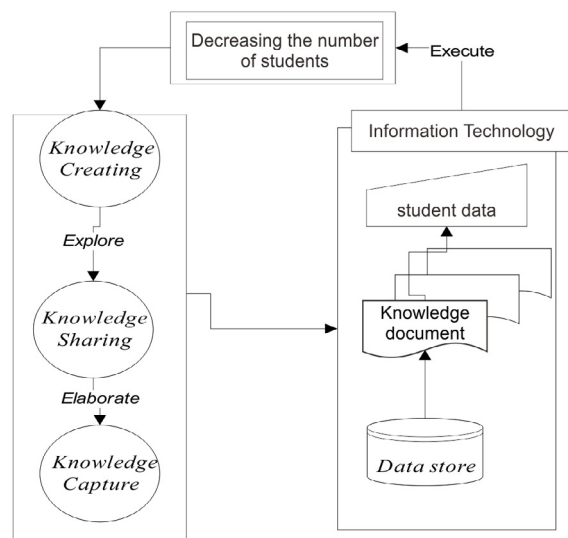 Decreasing the number
of students
Execute
Information Technology
Knowledge
Creating
Explore
Knowledge
Sharing
Elaborate
Knowledge
Capture
student data
Knowledge
document
Data store